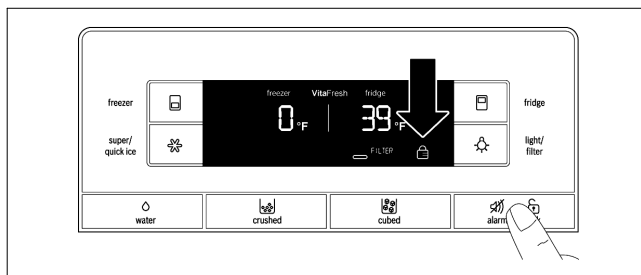 freezer
super/
quick ice
freezer VitaFresh fridge
0°F 39°F
FILTER
fridge
light/
filter
water
crushed
cubed
alarm